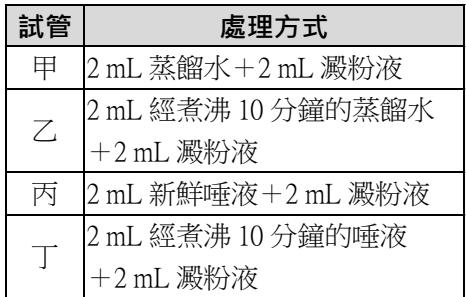 試管 處理方式
甲 2 mL 蒸餾水＋2 mL 澱粉液
乙 2 mL 經煮沸 10 分鐘的蒸餾水
＋2 mL 澱粉液
丙 2 mL 新鮮唾液＋2 mL 澱粉液
丁 2 mL 經煮沸 10 分鐘的唾液
＋2 mL 澱粉液